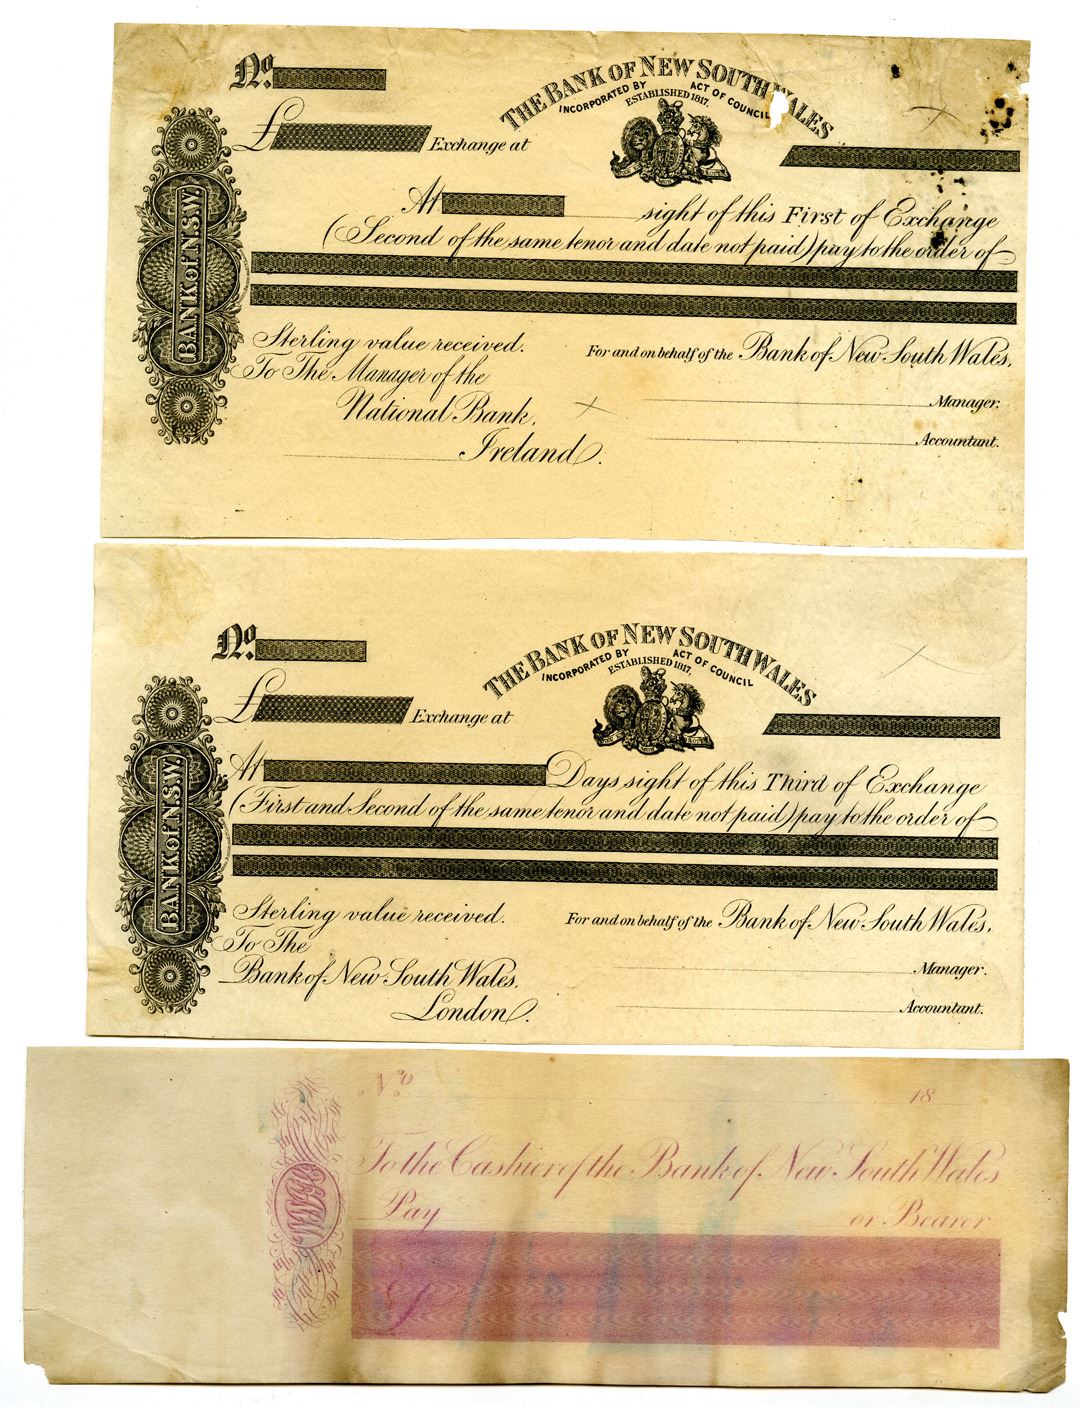 No.
THE BANK OF NEW SOUTH WALES
INCORPORATED BY ACT OF COUNCIL
ESTABLISHED 1817.
£ Exchange at
BANK of N.S.W.
At sight of this First of Exchange
(Second of the same tenor and date not paid) pay to the order of
Sterling value received.
For and on behalf of the Bank of New South Wales.
To The Manager of the
National Bank,
Manager.
Ireland.
Accountant.
No.
THE BANK OF NEW SOUTH WALES
INCORPORATED BY ACT OF COUNCIL
ESTABLISHED 1817.
£ Exchange at
BANK of N.S.W.
At Days sight of this Third of Exchange
(First and Second of the same tenor and date not paid) pay to the order of
Sterling value received.
For and on behalf of the Bank of New South Wales.
To The
Bank of New South Wales.
Manager.
London.
Accountant.
No. 18
To the Cashier of the Bank of New South Wales
Pay or Bearer
£